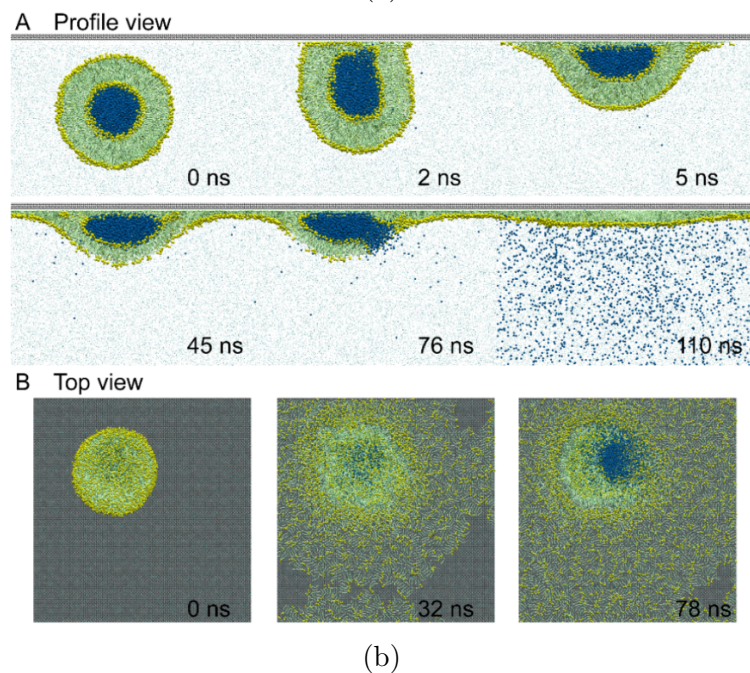 A Profile view
0 ns 2 ns 5 ns
45 ns 76 ns 110 ns
B Top view
0 ns 32 ns 78 ns
(b)